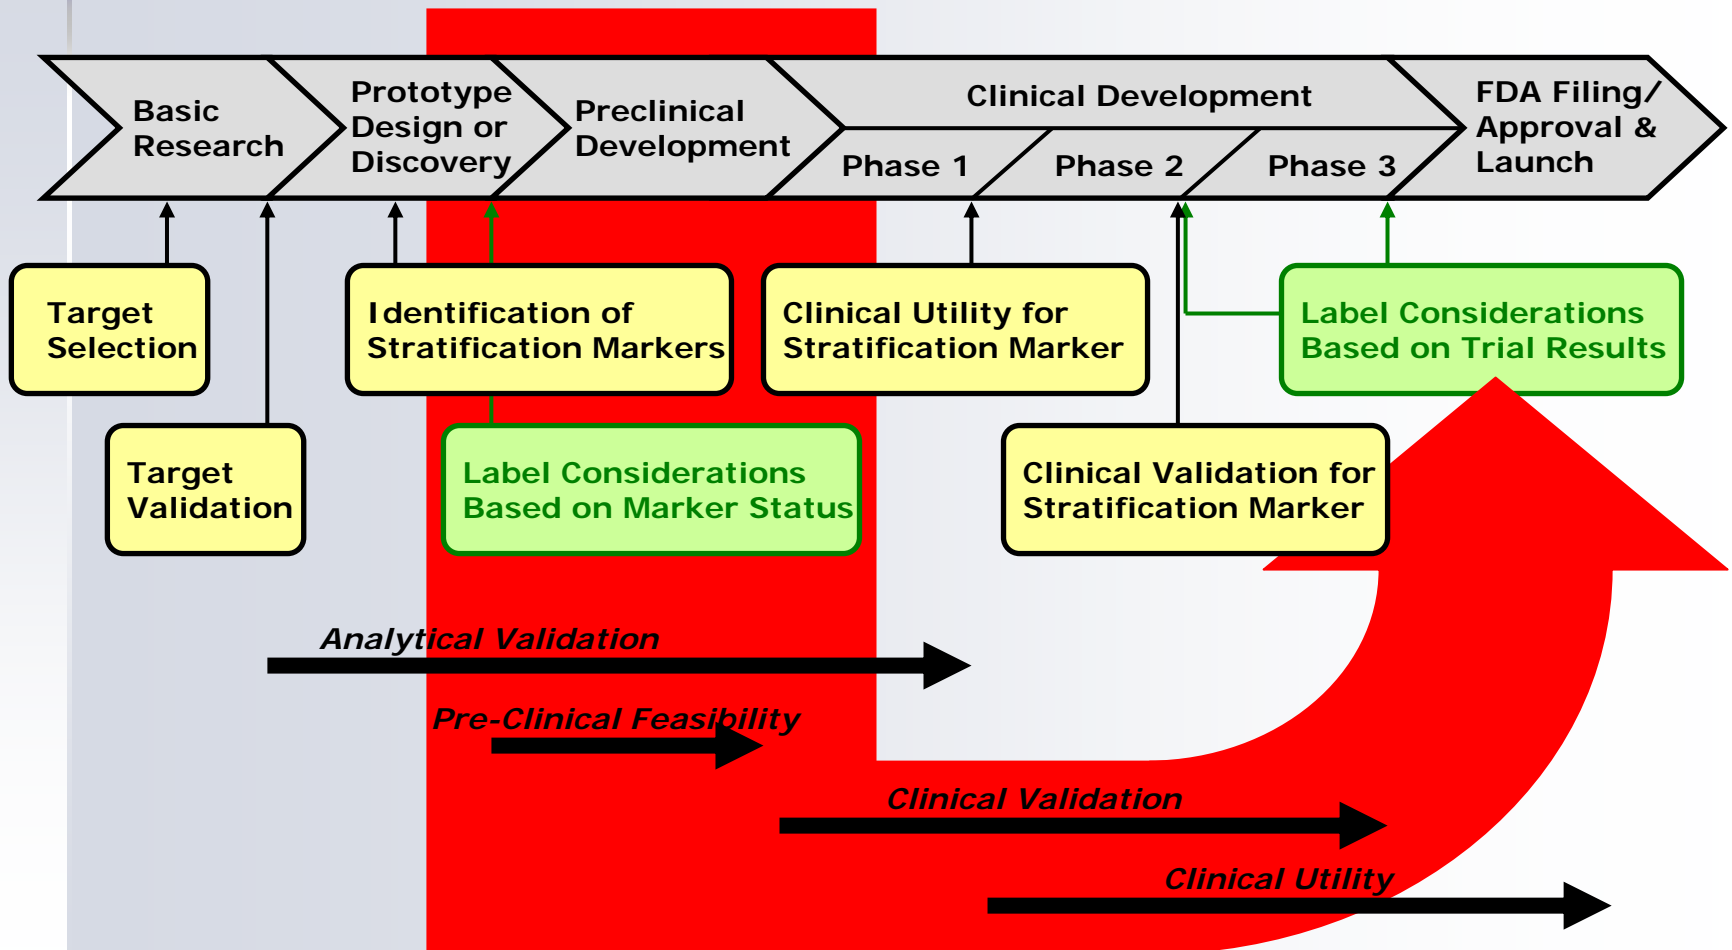 Basic
Research
Prototype
Design or
Discovery
Preclinical
Development
Clinical Development
Phase 1
Phase 2
Phase 3
FDA Filing/
Approval &
Launch
Target
Selection
Identification of
Stratification Markers
Clinical Utility for
Stratification Marker
Label Considerations
Based on Trial Results
Target
Validation
Label Considerations
Based on Marker Status
Clinical Validation for
Stratification Marker
Analytical Validation
Pre-Clinical Feasibility
Clinical Validation
Clinical Utility